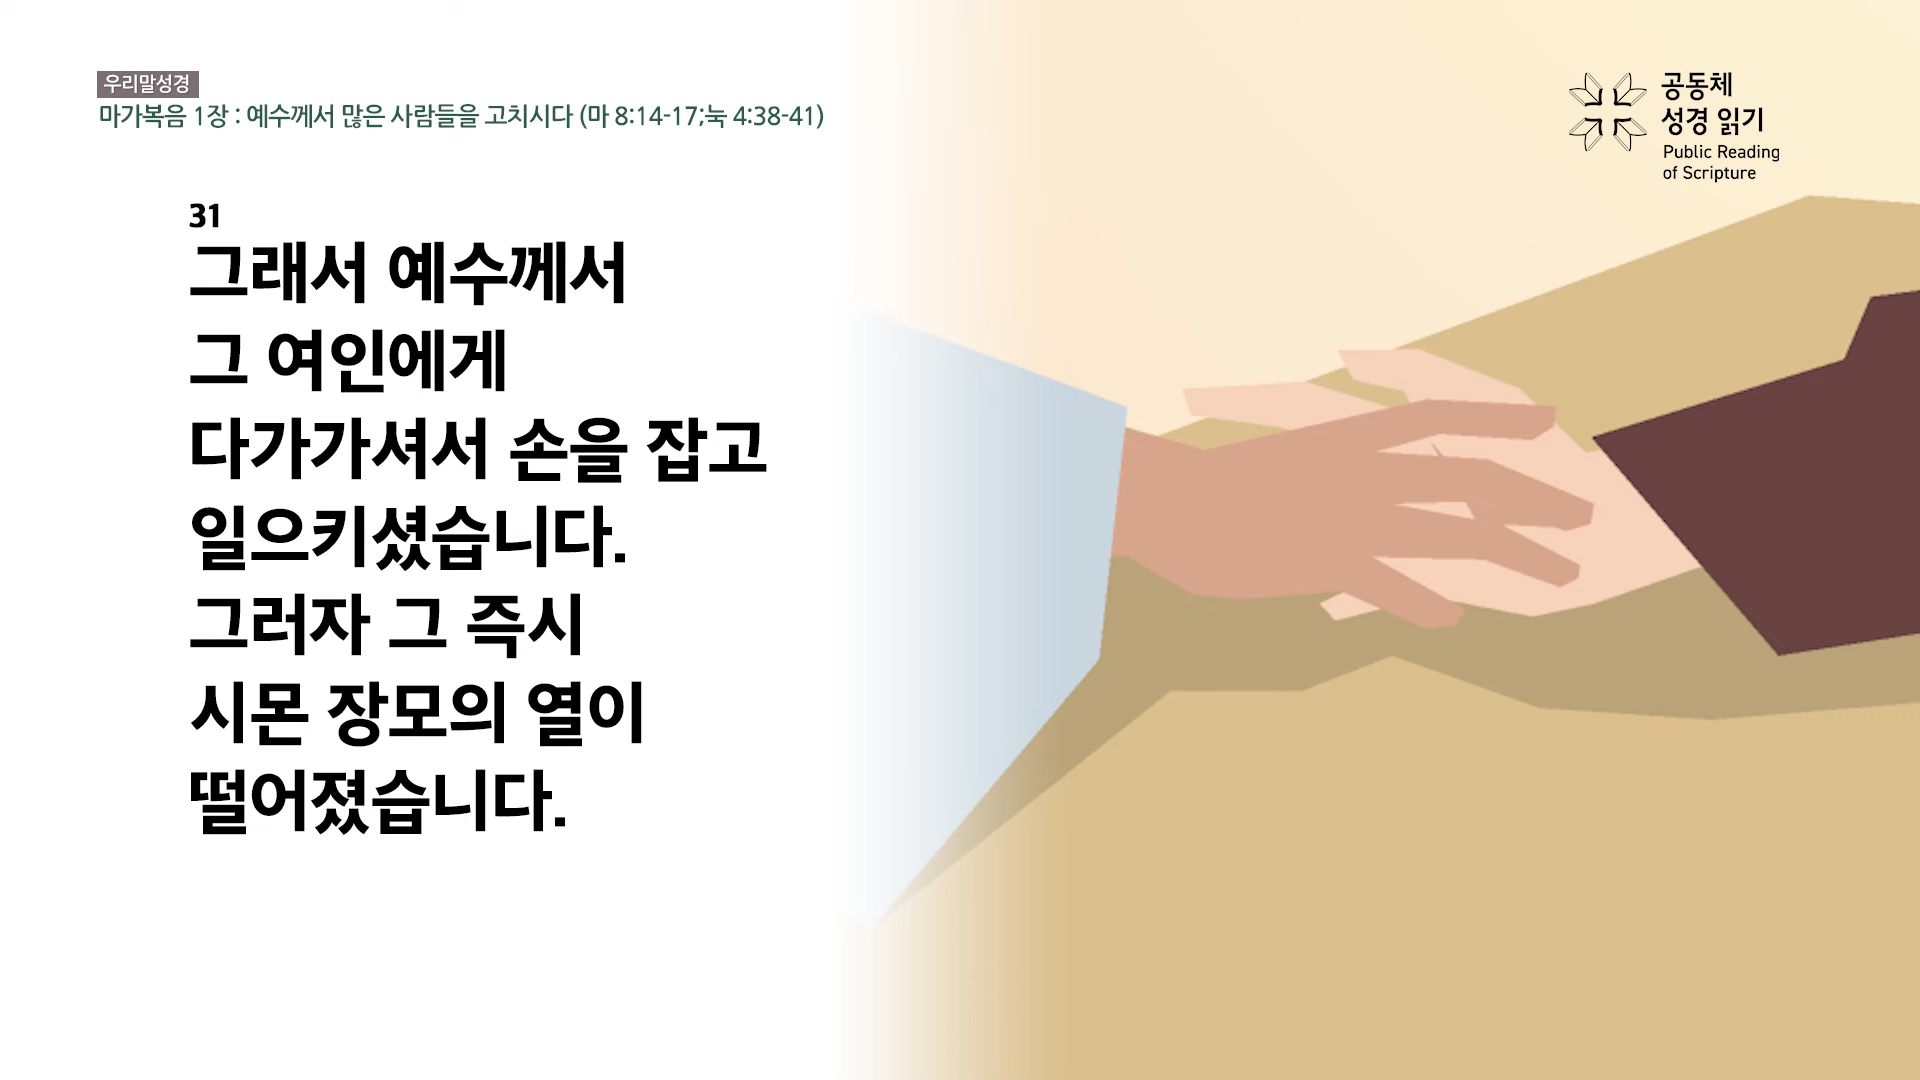 우리말성경
마가복음 1장 : 예수께서 많은 사람들을 고치시다 (마 8:14-17;눅 4:38-41)
공동체
성경 읽기
Public Reading
of Scripture
31
그래서 예수께서
그 여인에게
다가가셔서 손을 잡고
일으키셨습니다.
그러자 그 즉시
시몬 장모의 열이
떨어졌습니다.